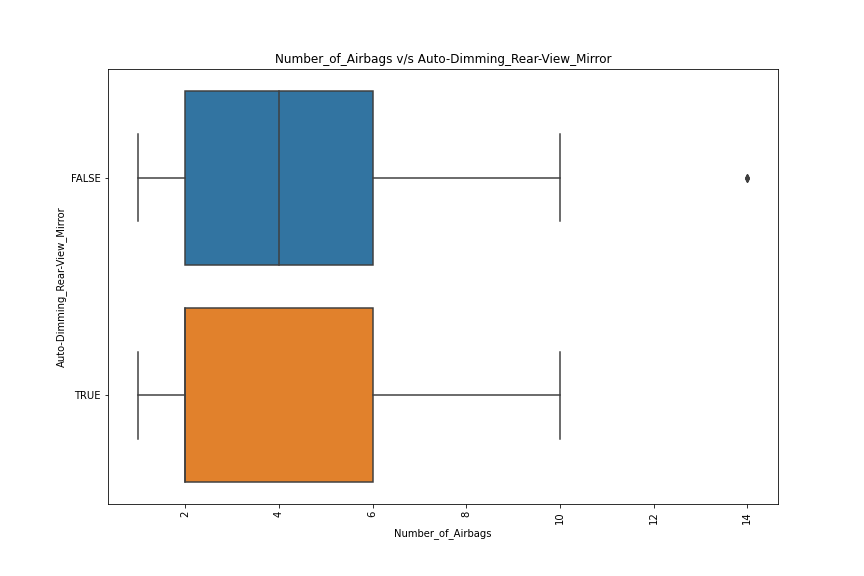 Number_of_Airbags v/s Auto-Dimming_Rear-View_Mirror
Auto-Dimming_Rear-View_Mirror
FALSE
TRUE
2
4
6
8
10
12
14
Number_of_Airbags